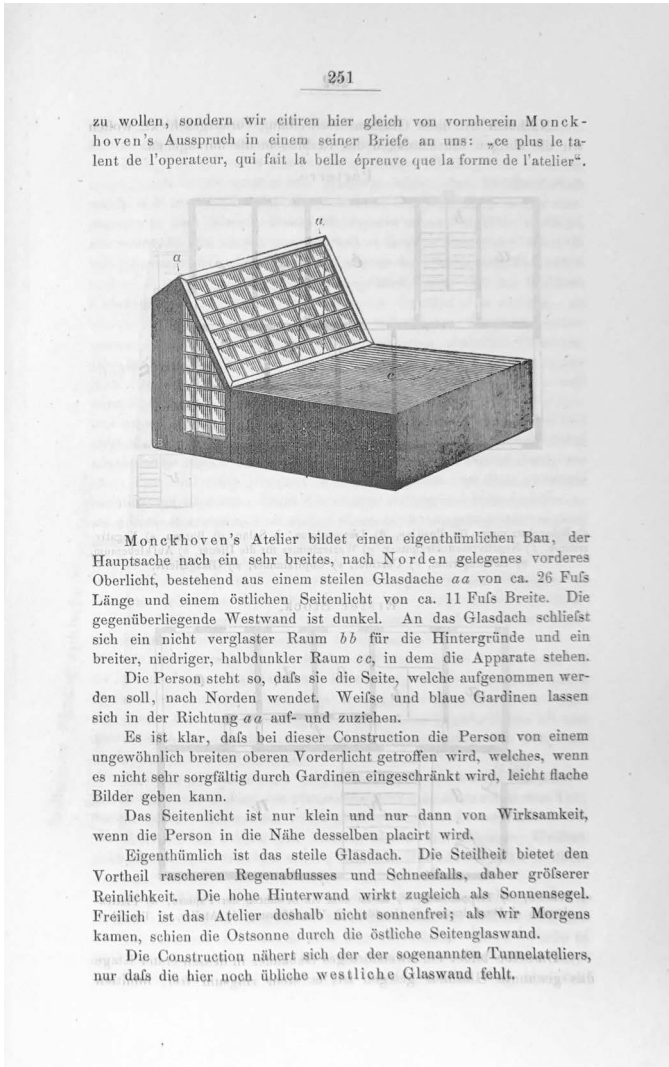 251
zu wollen, sondern wir citiren hier gleich von vornherein Monck-
hoven's Ausspruch in einem seiner Briefe an uns: „ce plus le ta-
lent de l'operateur, qui fait la belle épreuve que la forme de l'atelier“.
a
a
c
Monckhoven's Atelier bildet einen eigenthümlichen Bau, der
Hauptsache nach ein sehr breites, nach Norden gelegenes vorderes
Oberlicht, bestehend aus einem steilen Glasdache aa von ca. 26 Fuſs
Länge und einem östlichen Seitenlicht von ca. 11 Fuſs Breite. Die
gegenüberliegende Westwand ist dunkel. An das Glasdach schlieſst
sich ein nicht verglaster Raum bb für die Hintergründe und ein
breiter, niedriger, halbdunkler Raum cc, in dem die Apparate stehen.
Die Person steht so, daſs sie die Seite, welche aufgenommen wer-
den soll, nach Norden wendet. Weiſse und blaue Gardinen lassen
sich in der Richtung aa auf- und zuziehen.
Es ist klar, daſs bei dieser Construction die Person von einem
ungewöhnlich breiten oberen Vorderlicht getroffen wird, welches, wenn
es nicht sehr sorgfältig durch Gardinen eingeschränkt wird, leicht flache
Bilder geben kann.
Das Seitenlicht ist nur klein und nur dann von Wirksamkeit,
wenn die Person in die Nähe desselben placirt wird.
Eigenthümlich ist das steile Glasdach. Die Steilheit bietet den
Vortheil rascheren Regenabflusses und Schneefalls, daher gröſserer
Reinlichkeit. Die hohe Hinterwand wirkt zugleich als Sonnensegel.
Freilich ist das Atelier deshalb nicht sonnenfrei; als wir Morgens
kamen, schien die Ostsonne durch die östliche Seitenglaswand.
Die Construction nähert sich der der sogenannten Tunnelateliers,
nur daſs die hier noch übliche westliche Glaswand fehlt.